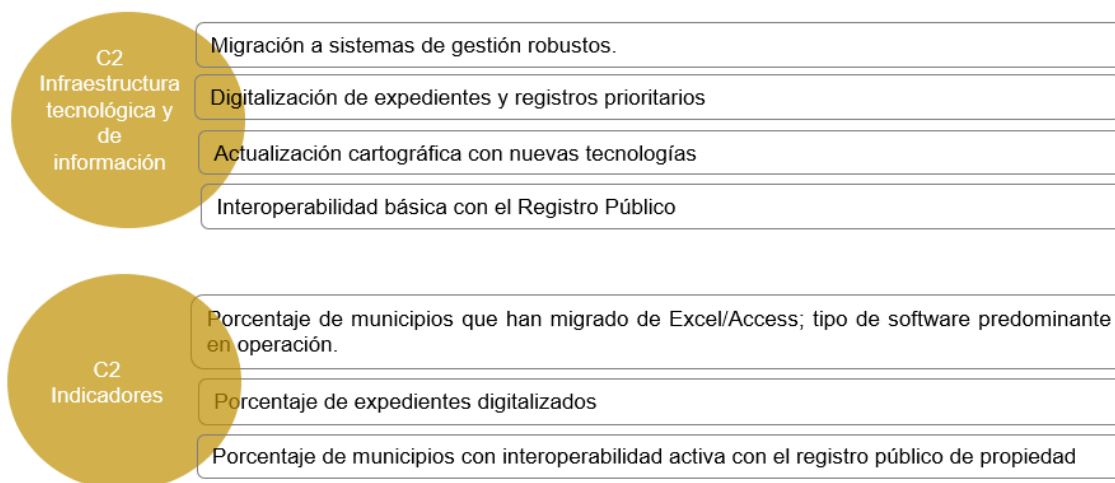 C2
Infraestructura
tecnológica y
de
información
Migración a sistemas de gestión robustos.
Digitalización de expedientes y registros prioritarios
Actualización cartográfica con nuevas tecnologías
Interoperabilidad básica con el Registro Público
C2
Indicadores
Porcentaje de municipios que han migrado de Excel/Access; tipo de software predominante
en operación.
Porcentaje de expedientes digitalizados
Porcentaje de municipios con interoperabilidad activa con el registro público de propiedad